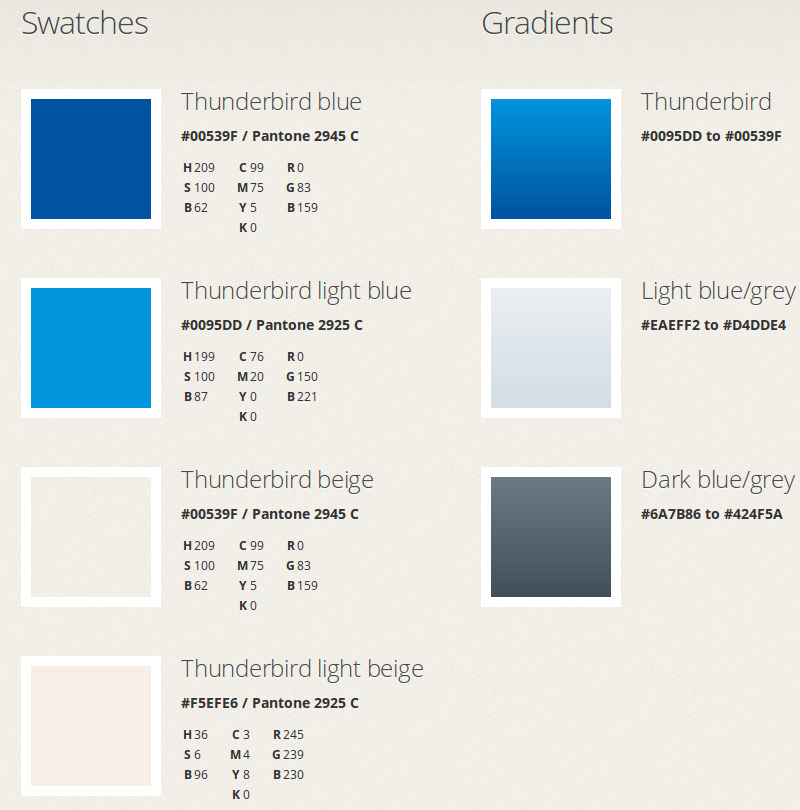 Swatches
Thunderbird blue
#00539F / Pantone 2945 C
H 209 C 99 R 0
S 100 M 75 G 83
B 62 Y 5 B 159
K 0
Thunderbird light blue
#0095DD / Pantone 2925 C
H 199 C 76 R 0
S 100 M 20 G 150
B 87 Y 0 B 221
K 0
Thunderbird beige
#00539F / Pantone 2945 C
H 209 C 99 R 0
S 100 M 75 G 83
B 62 Y 5 B 159
K 0
Thunderbird light beige
#F5EFE6 / Pantone 2925 C
H 36 C 3 R 245
S 6 M 4 G 239
B 96 Y 8 B 230
K 0
Gradients
Thunderbird
#0095DD to #00539F
Light blue/grey
#EAEFF2 to #D4DDE4
Dark blue/grey
#6A7B86 to #424F5A